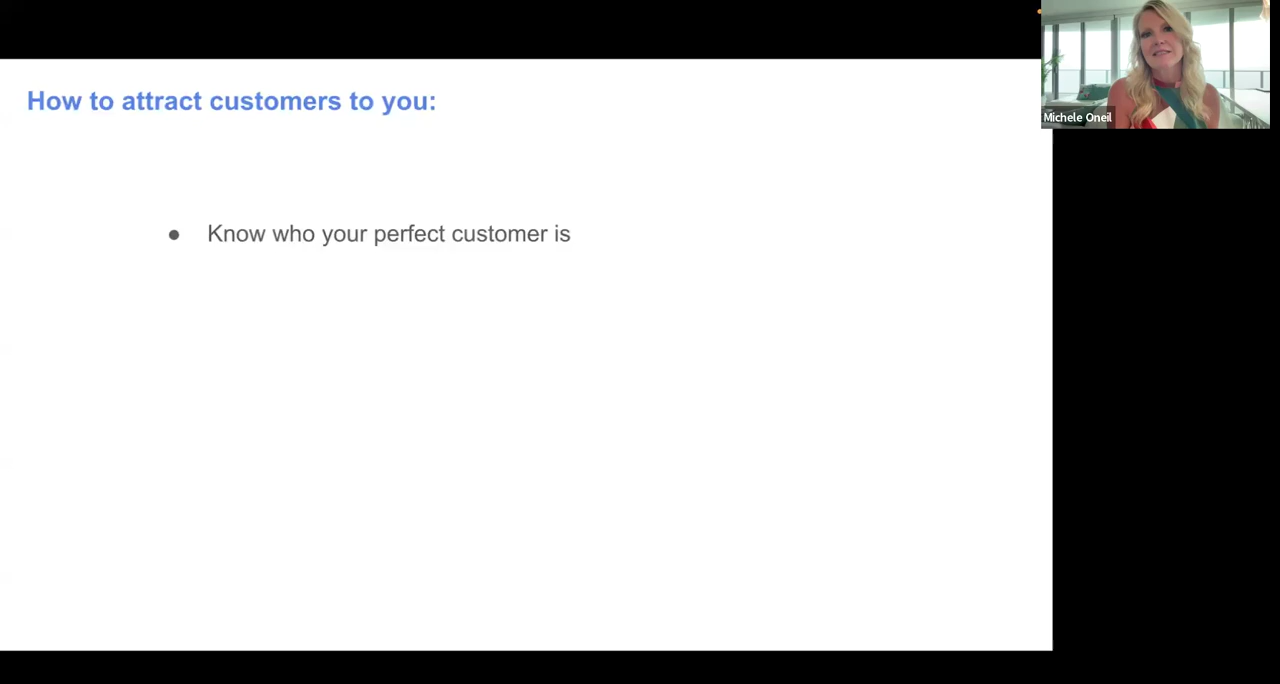 How to attract customers to you:
Michele Oneil
● Know who your perfect customer is